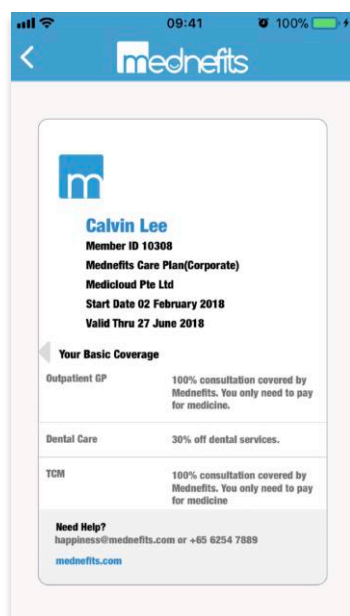 09:41
100%
mednefits
m
Calvin Lee
Member ID 10308
Mednefits Care Plan(Corporate)
Medicloud Pte Ltd
Start Date 02 February 2018
Valid Thru 27 June 2018
Your Basic Coverage
Outpatient GP
100% consultation covered by
Mednefits. You only need to pay
for medicine.
Dental Care
30% off dental services.
TCM
100% consultation covered by
Mednefits. You only need to pay
for medicine
Need Help?
happiness@mednefits.com or +65 6254 7889
mednefits.com